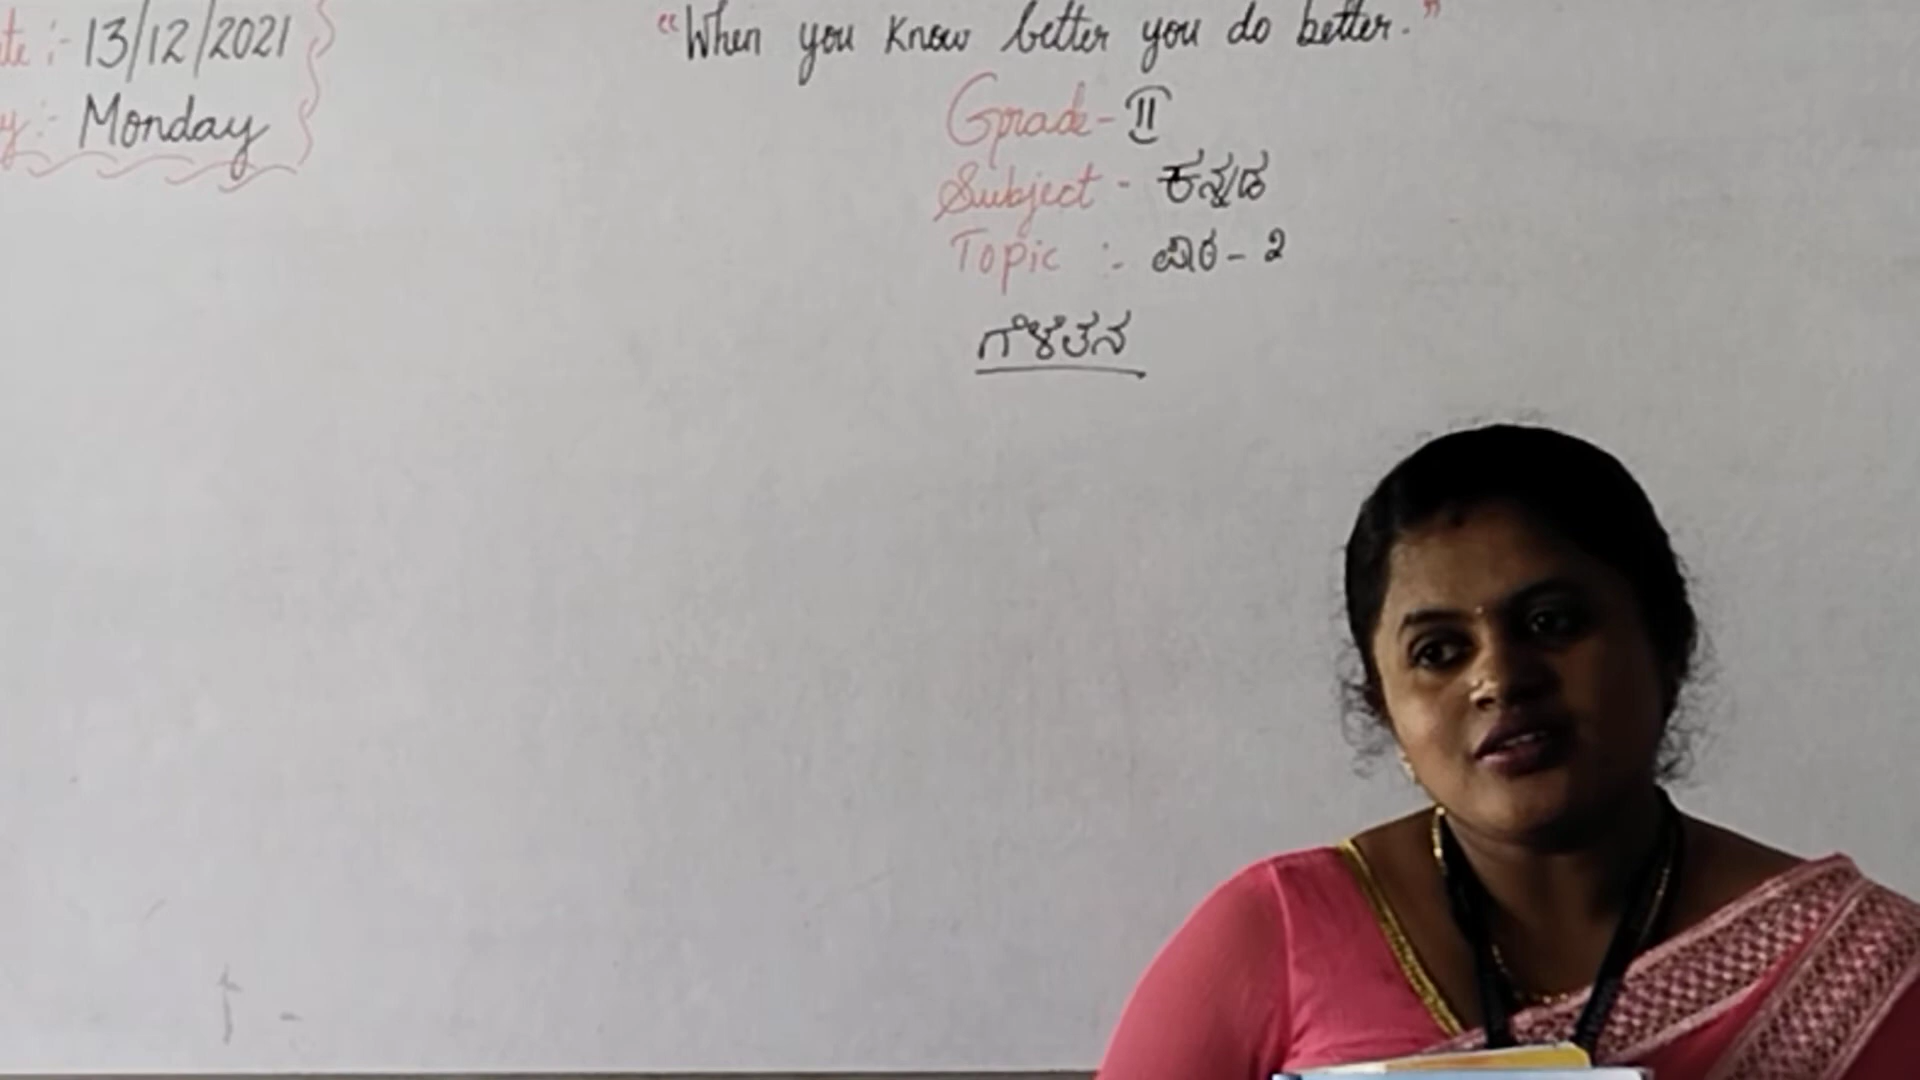 te :- 13/12/2021
y :- Monday
"When you know better you do better."
Grade - II
Subject - ಕನ್ನಡ
Topic :- ಪಾಠ - 2
ಗೆಳೆತನ